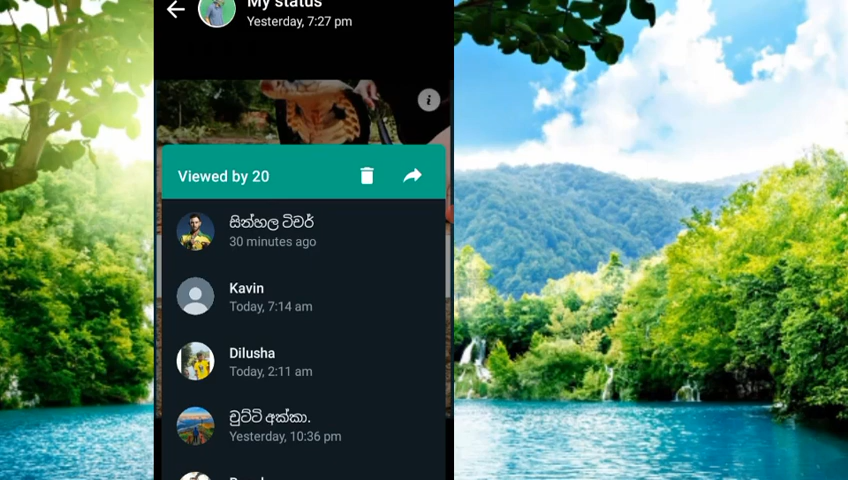 My status
Yesterday, 7:27 pm
i
Viewed by 20
සිංහල ටීචර්
30 minutes ago
Kavin
Today, 7:14 am
Dilusha
Today, 2:11 am
චූට්ටි අක්කා.
Yesterday, 10:36 pm